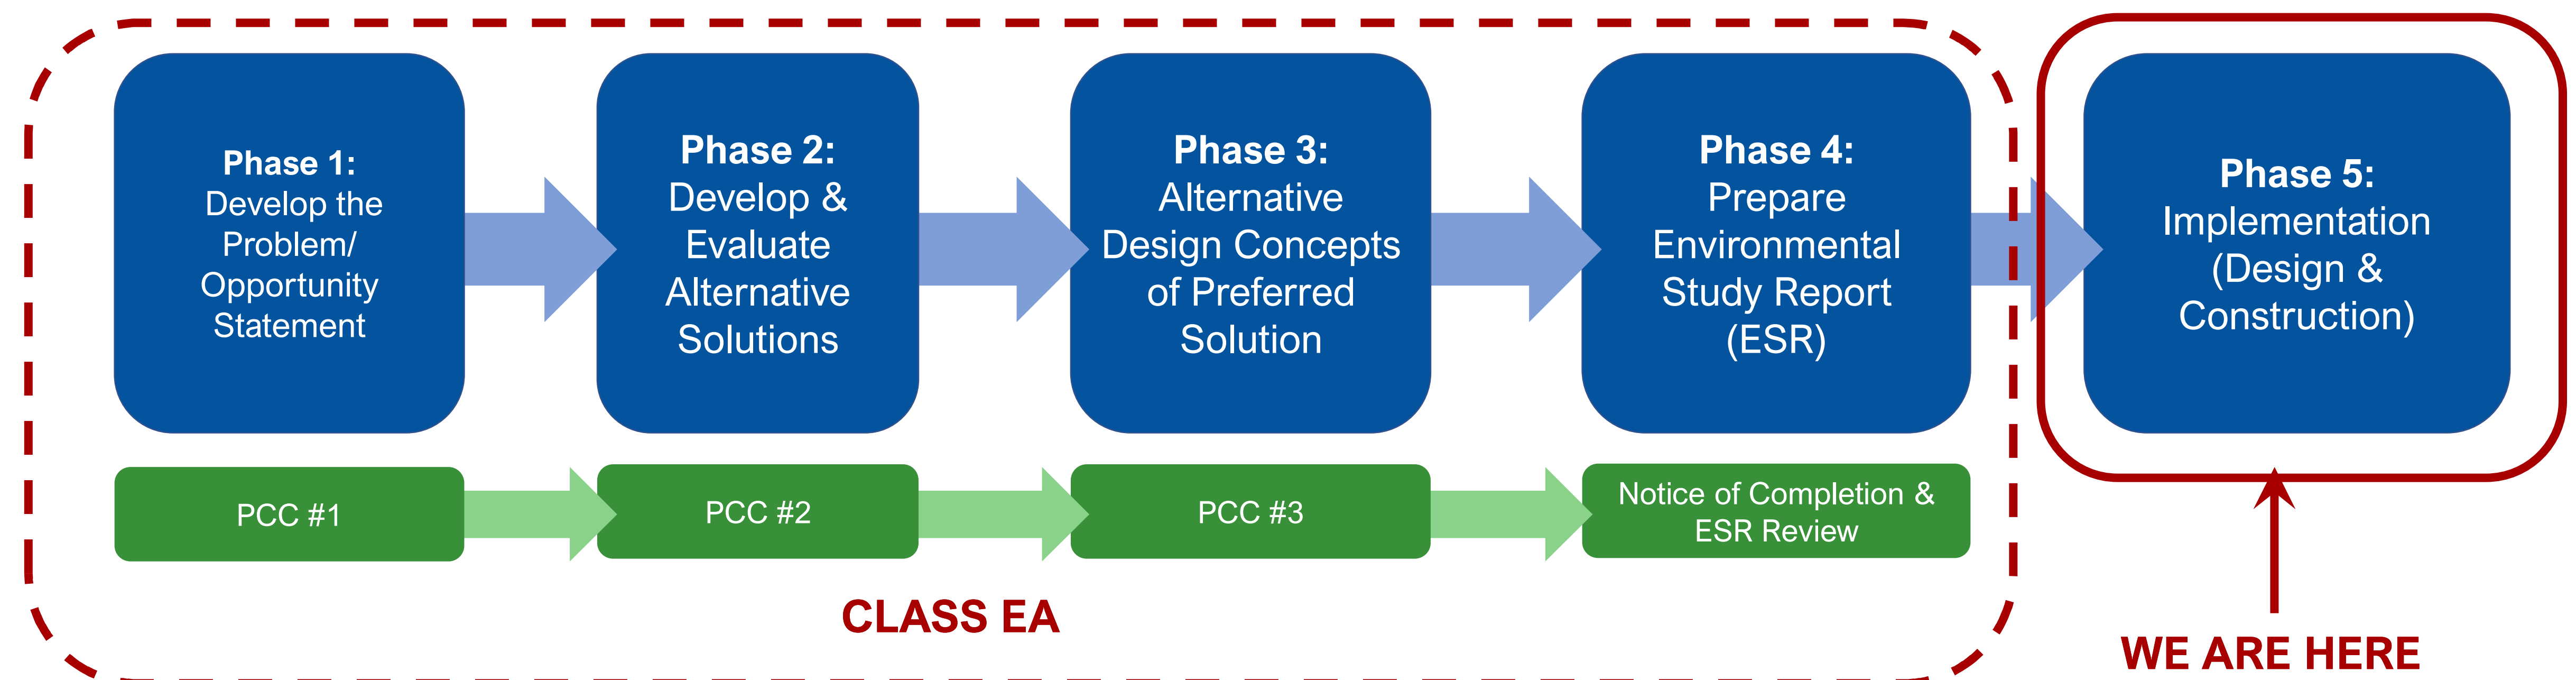 Phase 1:
Develop the
Problem/
Opportunity
Statement
Phase 2:
Develop &
Evaluate
Alternative
Solutions
Phase 3:
Alternative
Design Concepts
of Preferred
Solution
Phase 4:
Prepare
Environmental
Study Report
(ESR)
Phase 5:
Implementation
(Design &
Construction)
PCC #1
PCC #2
PCC #3
Notice of Completion &
ESR Review
CLASS EA
WE ARE HERE